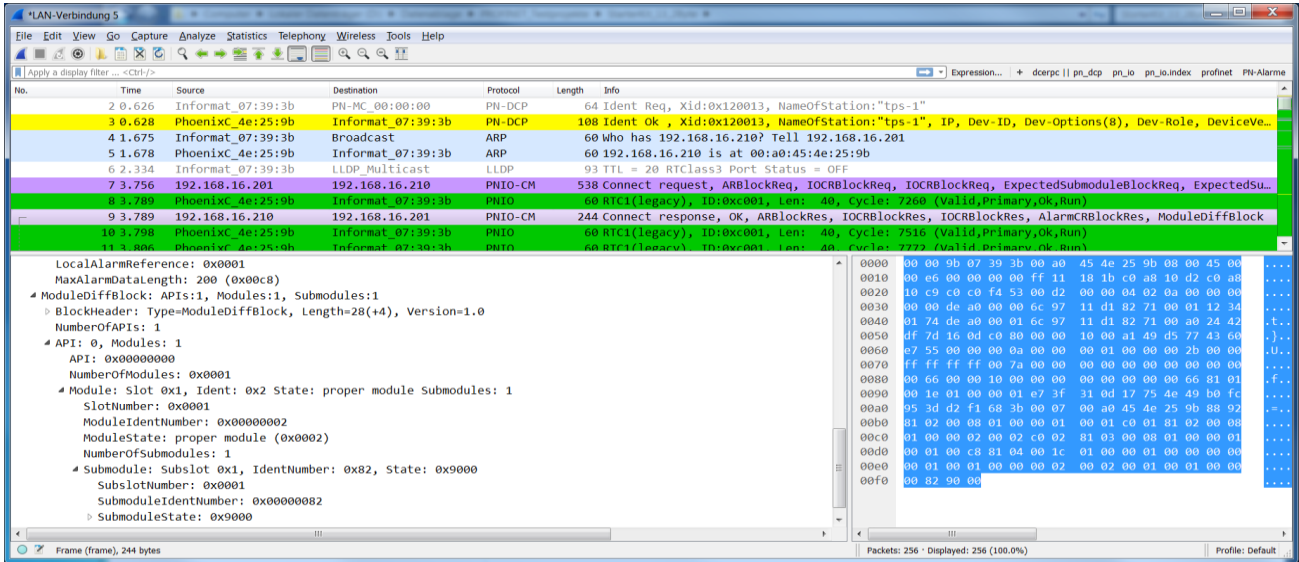 *LAN-Verbindung 5
File Edit View Go Capture Analyze Statistics Telephony Wireless Tools Help
Apply a display filter ... <Ctrl-/> Expression... + dcerpc || pn_dcp pn_io pn_io.index profinet PN-Alarme
No. Time Source Destination Protocol Length Info
2 0.626 Informat_07:39:3b PN-MC_00:00:00 PN-DCP 64 Ident Req, Xid:0x120013, NameOfStation:"tps-1"
3 0.628 PhoenixC_4e:25:9b Informat_07:39:3b PN-DCP 108 Ident Ok , Xid:0x120013, NameOfStation:"tps-1", IP, Dev-ID, Dev-Options(8), Dev-Role, DeviceVe…
4 1.675 Informat_07:39:3b Broadcast ARP 60 Who has 192.168.16.210? Tell 192.168.16.201
5 1.678 PhoenixC_4e:25:9b Informat_07:39:3b ARP 60 192.168.16.210 is at 00:a0:45:4e:25:9b
6 2.334 Informat_07:39:3b LLDP_Multicast LLDP 93 TTL = 20 RTClass3 Port Status = OFF
7 3.756 192.168.16.201 192.168.16.210 PNIO-CM 538 Connect request, ARBlockReq, IOCRBlockReq, IOCRBlockReq, ExpectedSubmoduleBlockReq, ExpectedSu…
8 3.789 PhoenixC_4e:25:9b Informat_07:39:3b PNIO 60 RTC1(legacy), ID:0xc001, Len: 40, Cycle: 7260 (Valid,Primary,Ok,Run)
9 3.789 192.168.16.210 192.168.16.201 PNIO-CM 244 Connect response, OK, ARBlockRes, IOCRBlockRes, IOCRBlockRes, AlarmCRBlockRes, ModuleDiffBlock
10 3.798 PhoenixC_4e:25:9b Informat_07:39:3b PNIO 60 RTC1(legacy), ID:0xc001, Len: 40, Cycle: 7516 (Valid,Primary,Ok,Run)
11 3.806 PhoenixC_4e:25:9b Informat_07:39:3b PNIO 60 RTC1(legacy), ID:0xc001, Len: 40, Cycle: 7772 (Valid,Primary,Ok,Run)
LocalAlarmReference: 0x0001
MaxAlarmDataLength: 200 (0x00c8)
ModuleDiffBlock: APIs:1, Modules:1, Submodules:1
BlockHeader: Type=ModuleDiffBlock, Length=28(+4), Version=1.0
NumberOfAPIs: 1
API: 0, Modules: 1
API: 0x00000000
NumberOfModules: 0x0001
Module: Slot 0x1, Ident: 0x2 State: proper module Submodules: 1
SlotNumber: 0x0001
ModuleIdentNumber: 0x00000002
ModuleState: proper module (0x0002)
NumberOfSubmodules: 1
Submodule: Subslot 0x1, IdentNumber: 0x82, State: 0x9000
SubslotNumber: 0x0001
SubmoduleIdentNumber: 0x00000082
SubmoduleState: 0x9000
0000 00 00 9b 07 39 3b 00 a0 45 4e 25 9b 08 00 45 00 ....
0010 00 e6 00 00 00 00 ff 11 18 1b c0 a8 10 d2 c0 a8 ....
0020 10 c9 c0 c0 f4 53 00 d2 00 00 04 02 0a 00 00 00 ....
0030 00 00 de a0 00 00 6c 97 11 d1 82 71 00 01 12 34 ....
0040 01 74 de a0 00 01 6c 97 11 d1 82 71 00 a0 24 42 .t..
0050 df 7d 16 0d c0 80 00 00 10 00 a1 49 d5 77 43 60 .}..
0060 e7 55 00 00 00 0a 00 00 00 01 00 00 00 2b 00 00 .U..
0070 ff ff ff ff 00 7a 00 00 00 00 00 00 00 00 00 00 ....
0080 00 66 00 00 10 00 00 00 00 00 00 00 00 66 81 01 .f..
0090 00 1e 01 00 00 01 e7 3f 31 0d 17 75 4e 49 b0 fc ....
00a0 95 3d d2 f1 68 3b 00 07 00 a0 45 4e 25 9b 88 92 .=..
00b0 81 02 00 08 01 00 00 01 00 01 c0 01 81 02 00 08 ....
00c0 01 00 00 02 00 02 c0 02 81 03 00 08 01 00 00 01 ....
00d0 00 01 00 c8 81 04 00 1c 01 00 00 01 00 00 00 00 ....
00e0 00 01 00 01 00 00 00 02 00 02 00 01 00 01 00 00 ....
00f0 00 82 90 00 ....
Frame (frame), 244 bytes Packets: 256 · Displayed: 256 (100.0%) Profile: Default